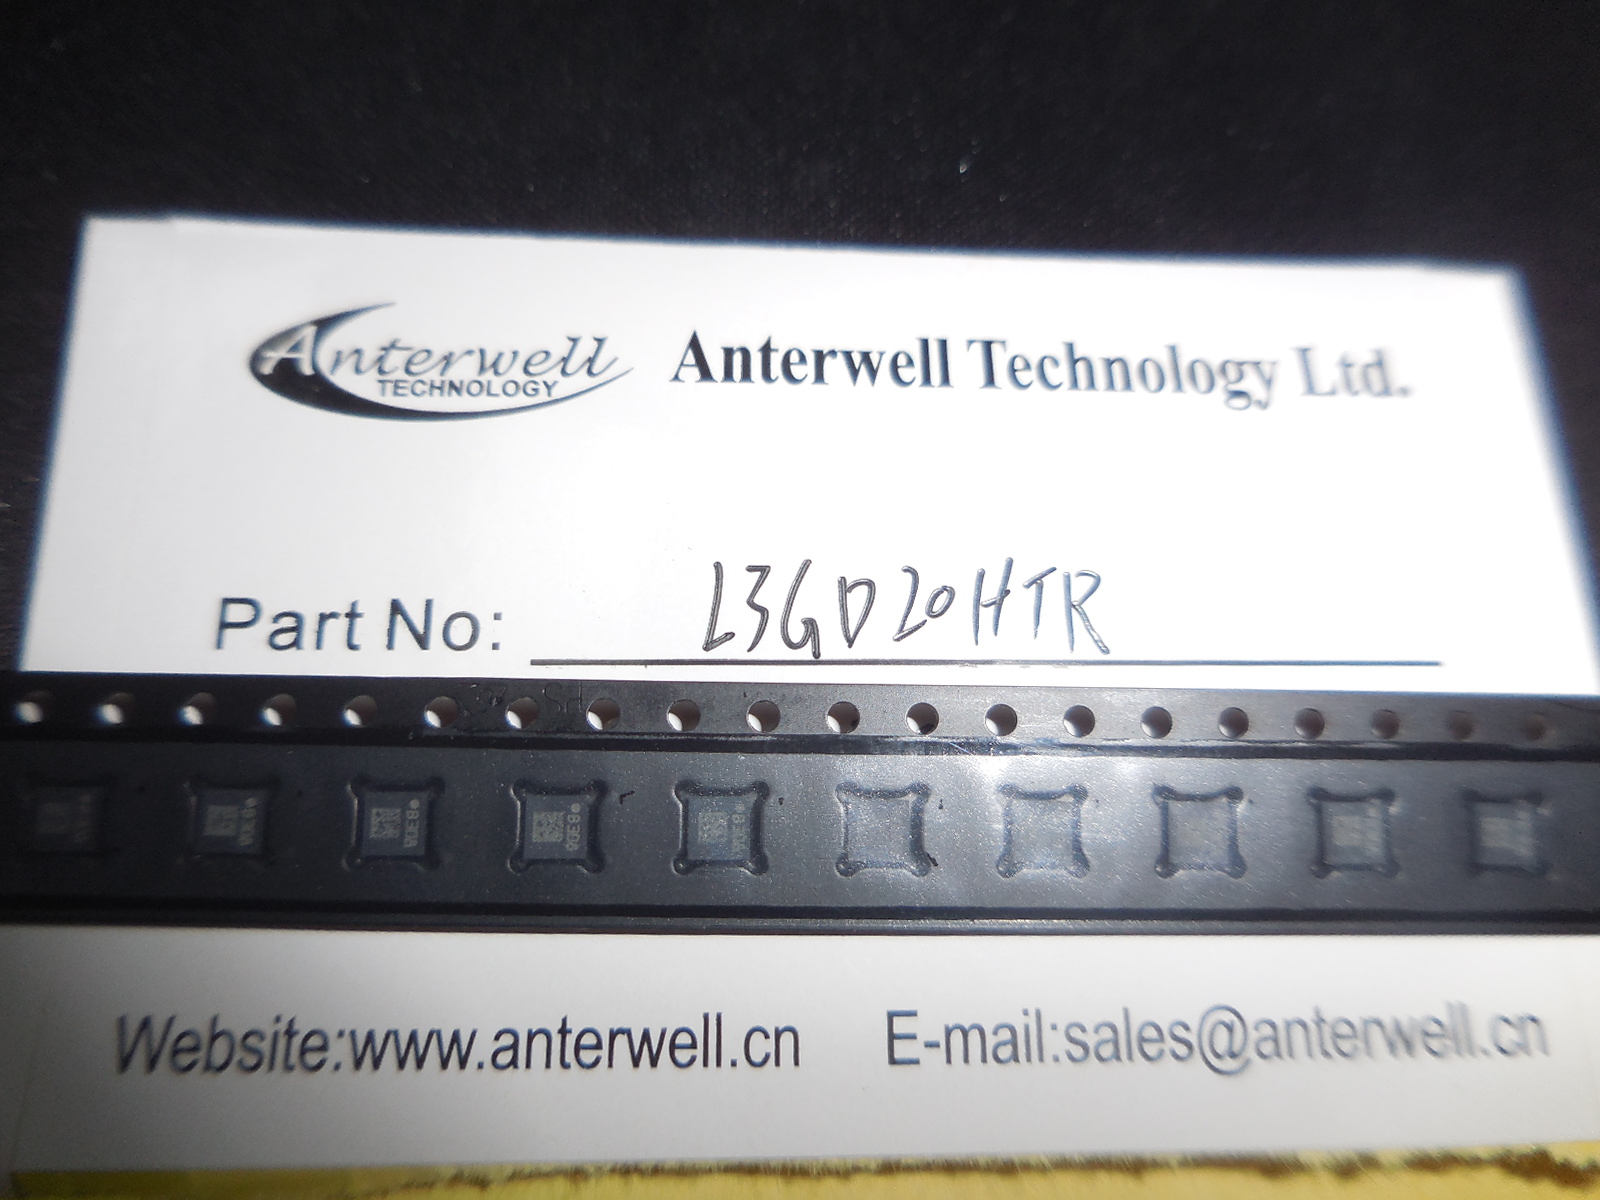 Anterwell TECHNOLOGY
Anterwell Technology Ltd.
Part No: L3GD20HTR
Website:www.anterwell.cn E-mail:sales@anterwell.cn